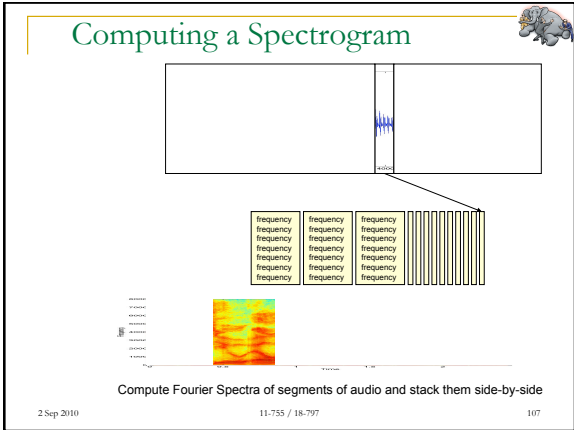 Computing a Spectrogram
frequency frequency frequency
frequency frequency frequency
frequency frequency frequency
frequency frequency frequency
frequency frequency frequency
frequency frequency frequency
frequency frequency frequency
Compute Fourier Spectra of segments of audio and stack them side-by-side
2 Sep 2010 11-755 / 18-797 107